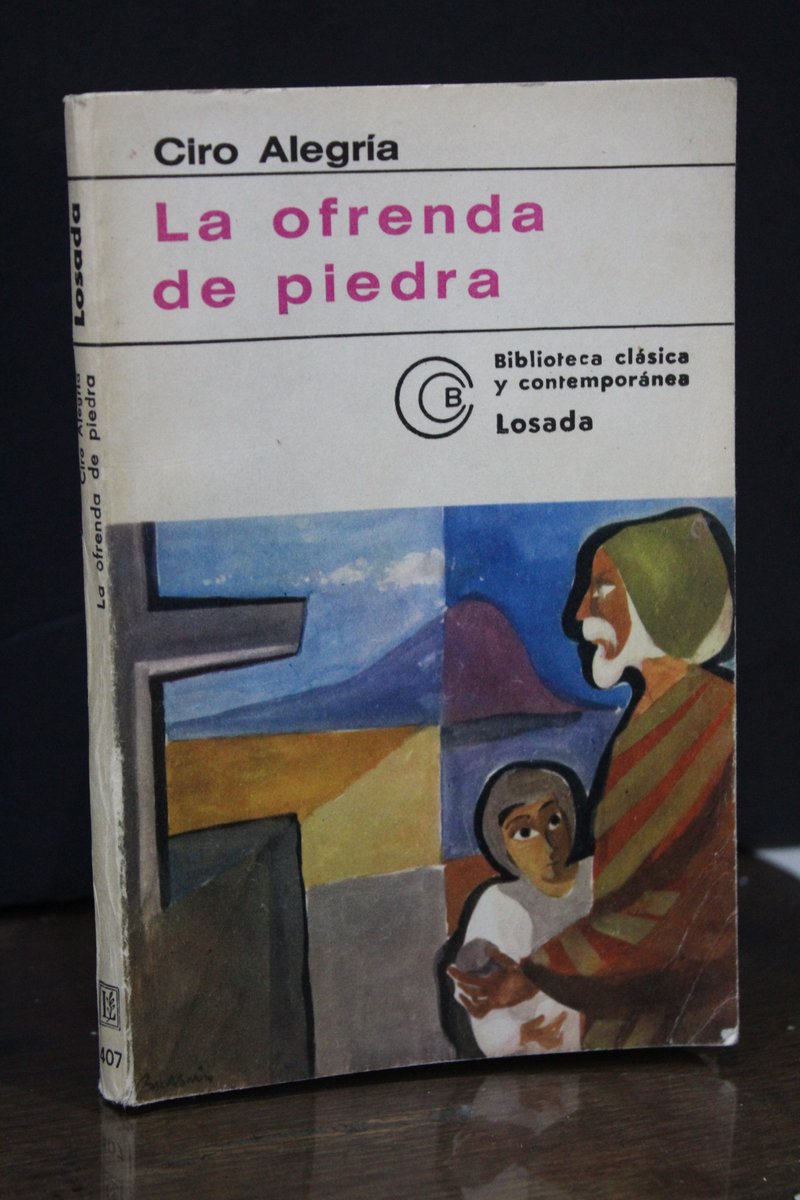 Ciro Alegría
La ofrenda
de piedra
B
Biblioteca clásica
y contemporánea
Losada
Losada
Ciro Alegría
La ofrenda de piedra
407